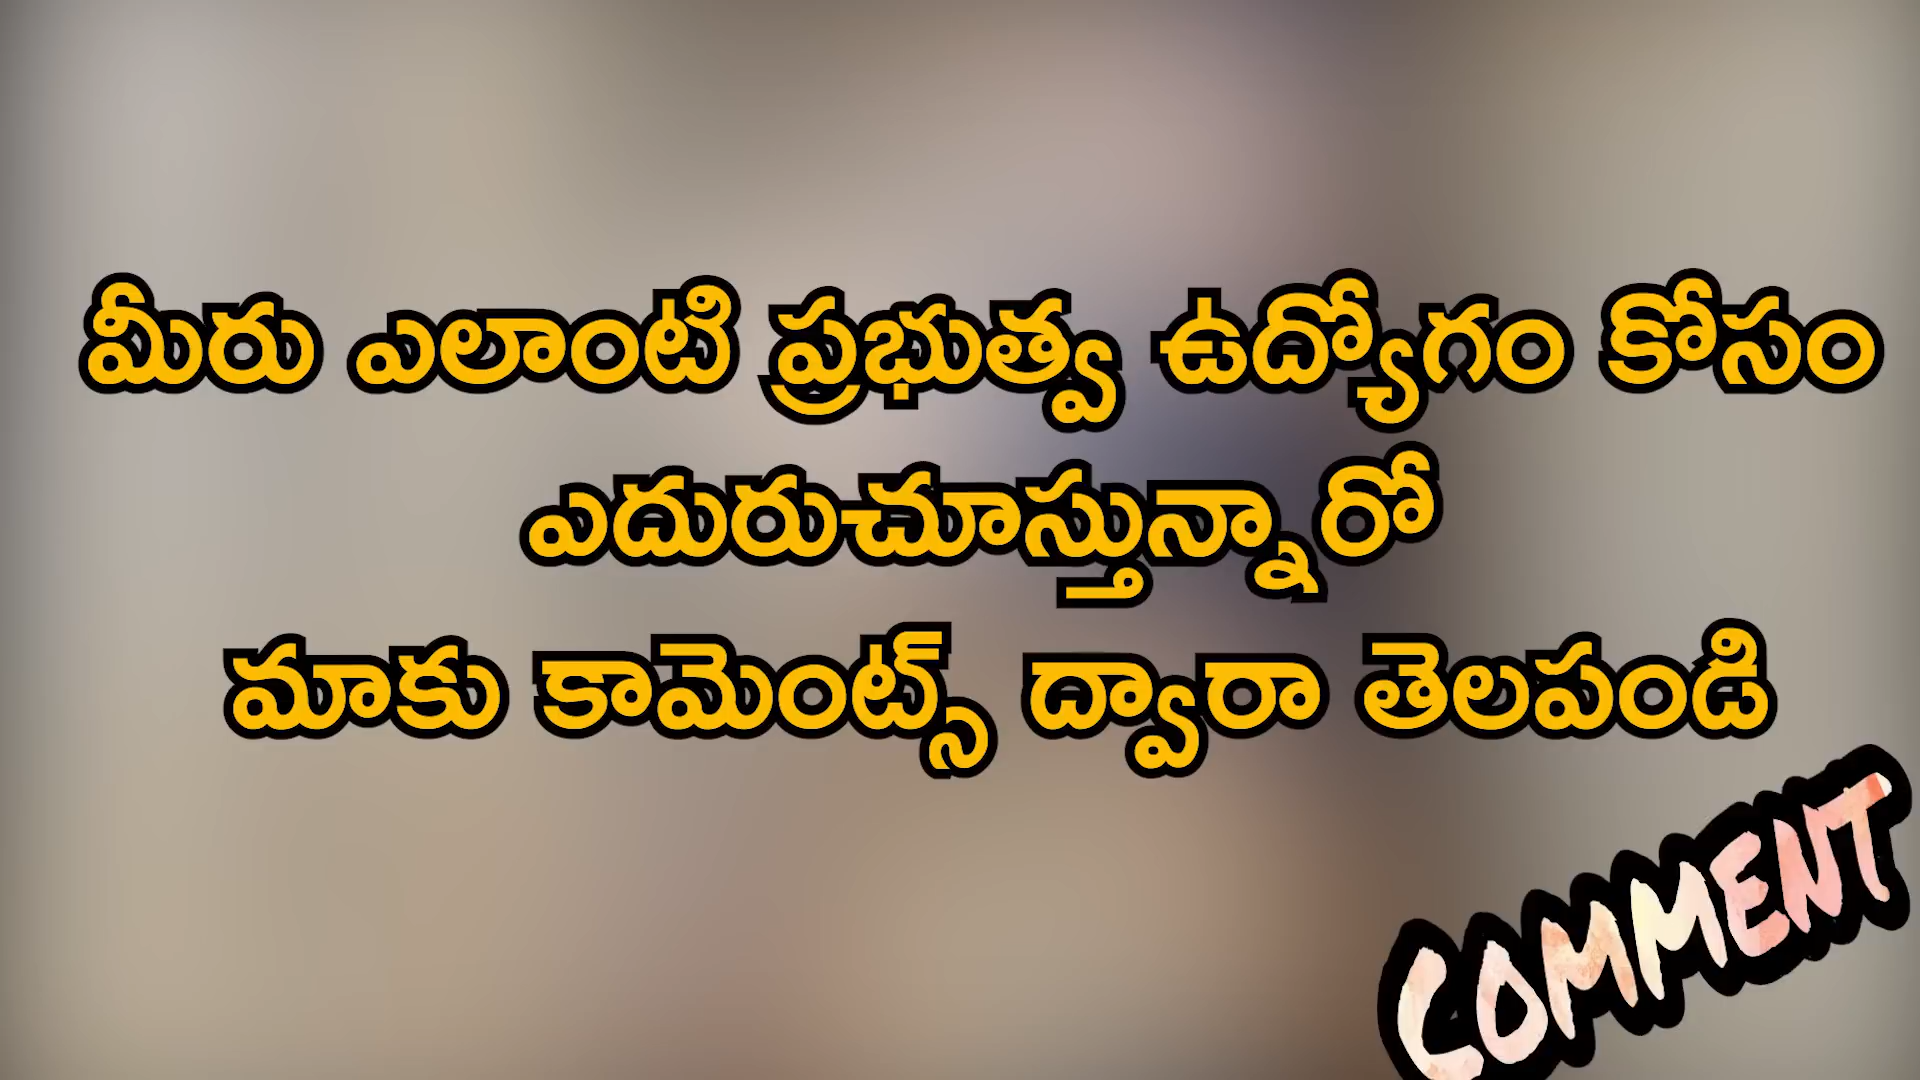 మీరు ఎలాంటి ప్రభుత్వ ఉద్యోగం కోసం
ఎదురుచూస్తున్నారో
మాకు కామెంట్స్ ద్వారా తెలపండి
COMMENT